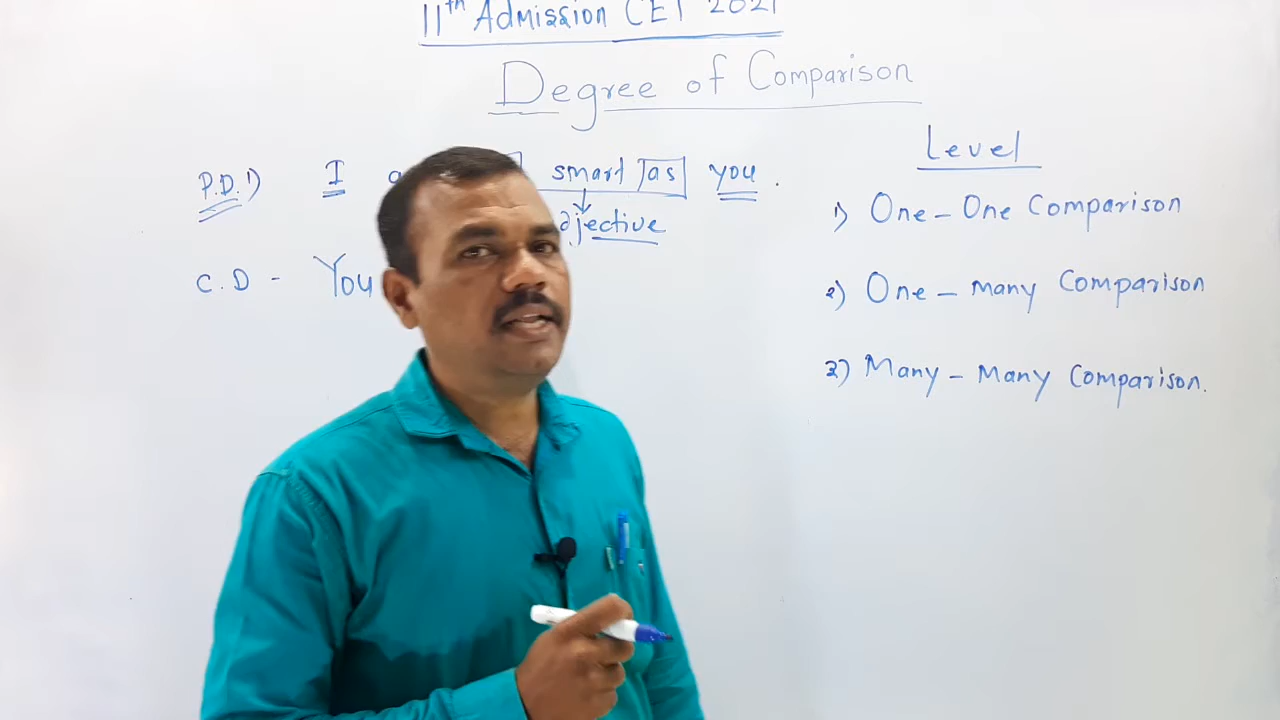 11th Admission CET 2021
Degree of Comparison
P.D. 1) I smart as you.
adjective
C.D - You
Level
1) One - One Comparison
2) One - Many Comparison
3) Many - Many Comparison.